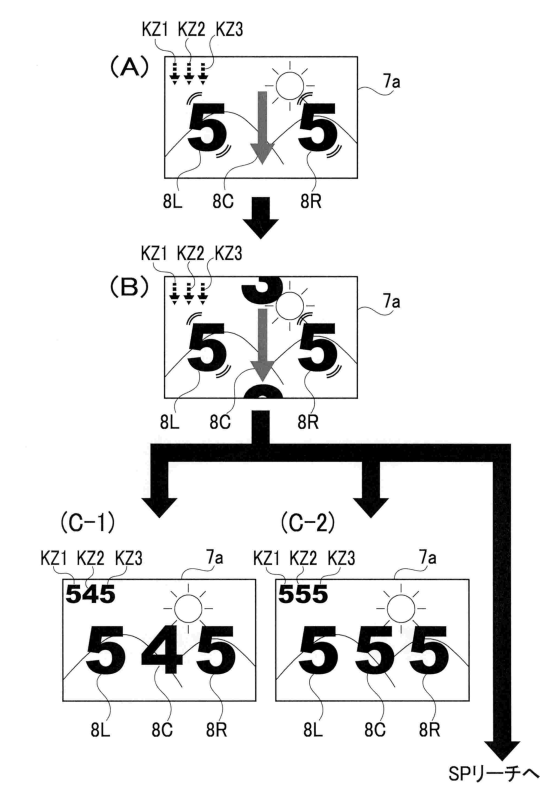 KZ1 KZ2 KZ3
(A)
7a
5 5
8L 8C 8R
KZ1 KZ2 KZ3
(B)
7a
5 5
8L 8C 8R
(C-1) (C-2)
KZ1 KZ2 KZ3 7a KZ1 KZ2 KZ3 7a
545 555
5 4 5 5 5 5
8L 8C 8R 8L 8C 8R
SPリーチへ